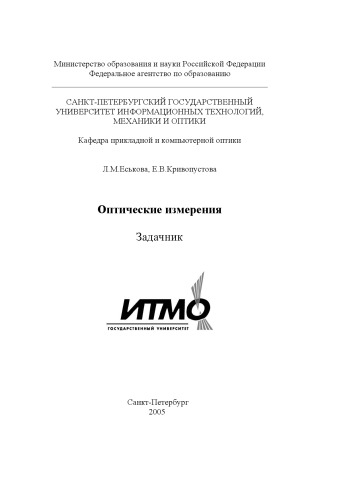 Министерство образования и науки Российской Федерации
Федеральное агентство по образованию
САНКТ-ПЕТЕРБУРГСКИЙ ГОСУДАРСТВЕННЫЙ
УНИВЕРСИТЕТ ИНФОРМАЦИОННЫХ ТЕХНОЛОГИЙ,
МЕХАНИКИ И ОПТИКИ
Кафедра прикладной и компьютерной оптики
Л.М.Еськова, Е.В.Кривопустова
Оптические измерения
Задачник
ИТМО
ГОСУДАРСТВЕННЫЙ УНИВЕРСИТЕТ
Санкт-Петербург
2005